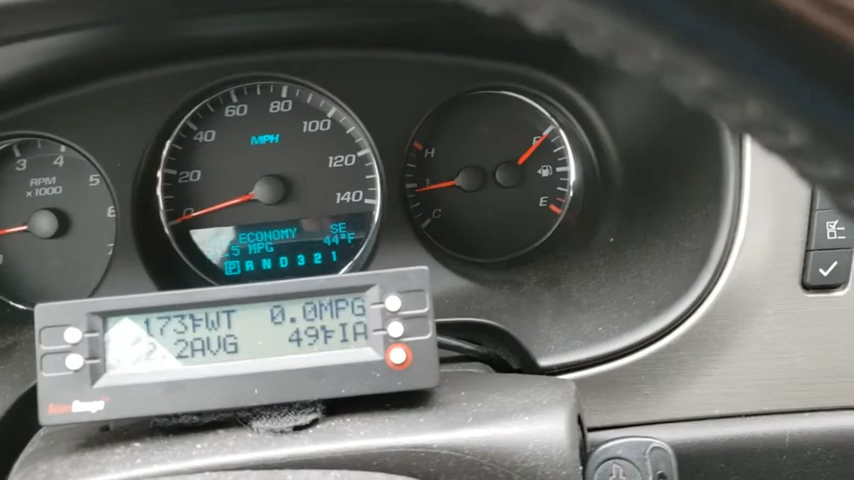 3 4 5 6
RPM
x1000
0 20 40 60 80 100 120 140
MPH
ECONOMY SE
5 MPG 44°F
P R N D 3 2 1
H
C
F
E
173°FWT 0.0MPG
2AVG 49°FIA